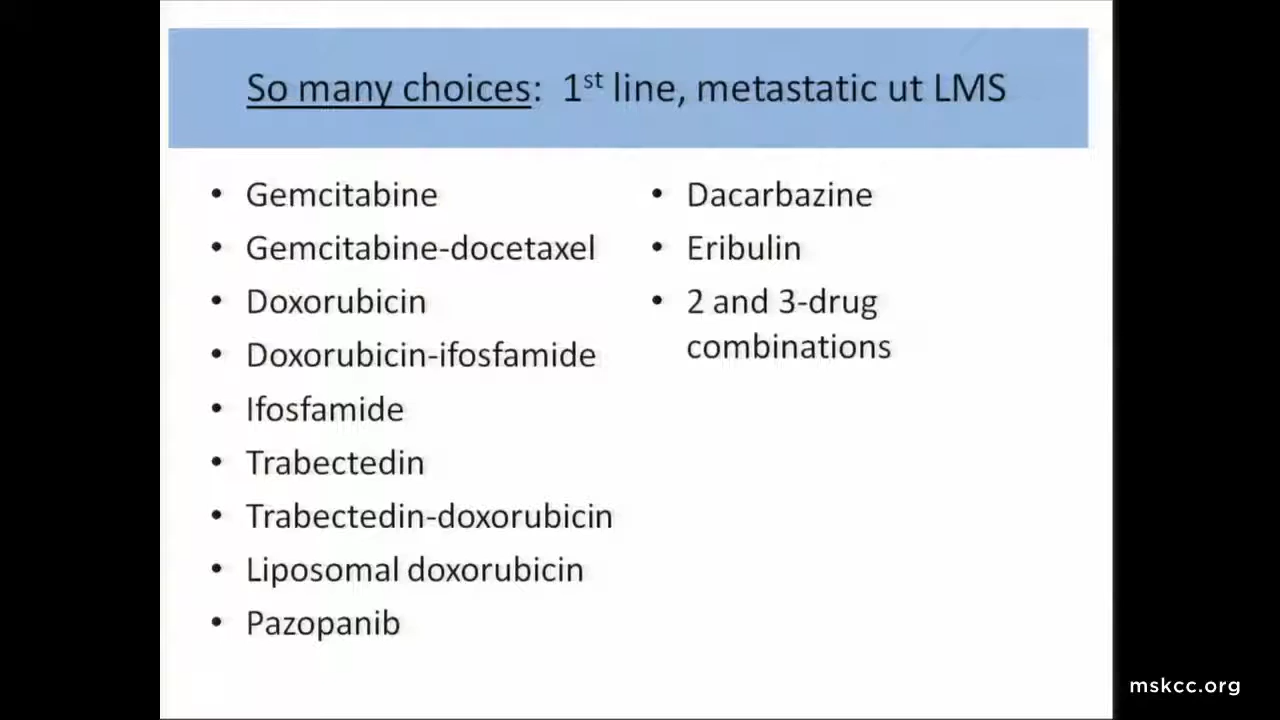 So many choices: 1st line, metastatic ut LMS
• Gemcitabine
• Gemcitabine-docetaxel
• Doxorubicin
• Doxorubicin-ifosfamide
• Ifosfamide
• Trabectedin
• Trabectedin-doxorubicin
• Liposomal doxorubicin
• Pazopanib
• Dacarbazine
• Eribulin
• 2 and 3-drug
combinations
mskcc.org